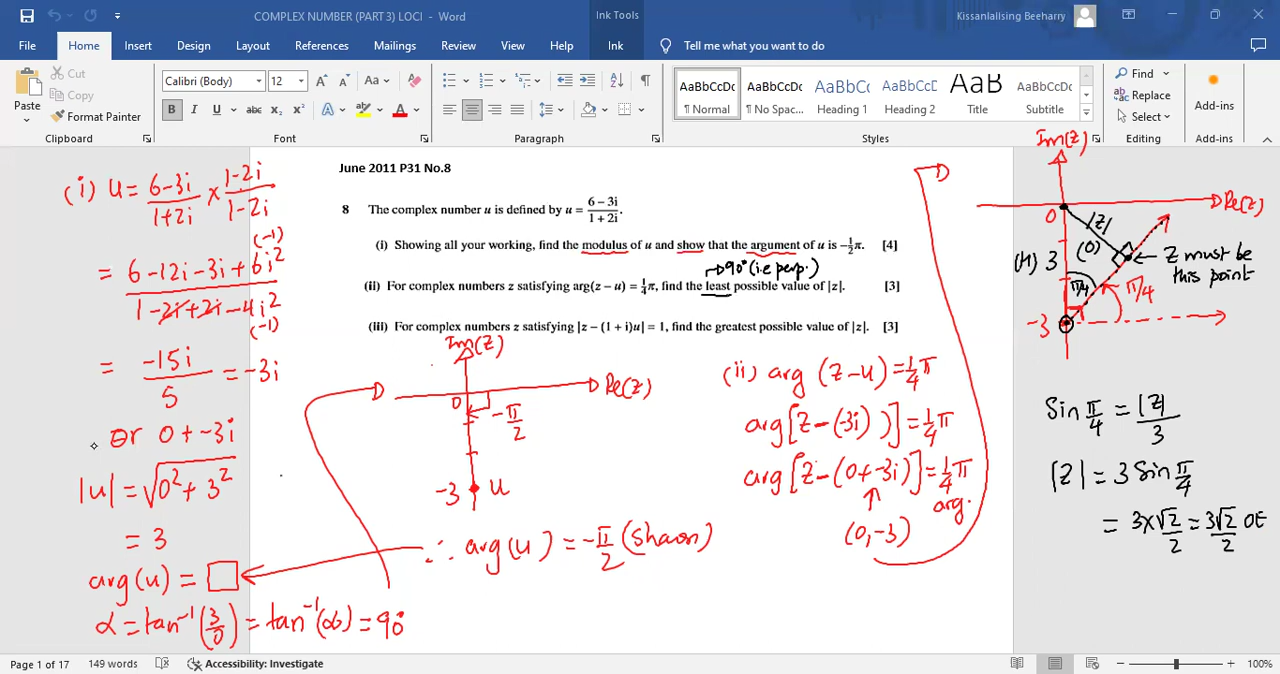 COMPLEX NUMBER (PART 3) LOCI - Word
Ink Tools
Kissanlalising Beeharry
File Home Insert Design Layout References Mailings Review View Help Ink Tell me what you want to do
Paste
Cut
Copy
Format Painter
Clipboard
Calibri (Body) 12
Font
Paragraph
AaBbCcDc AaBbCcDc AaBbCcDc AaBbCcDc AaB AaBbCcDc
¶ Normal ¶ No Spac... Heading 1 Heading 2 Title Subtitle
Styles
Find
Replace
Select
Editing
Add-ins
Add-ins
June 2011 P31 No.8
8 The complex number u is defined by u = (6 − 3i)/(1 + 2i).
(i) Showing all your working, find the modulus of u and show that the argument of u is −½π. [4]
→90° (i.e perp.)
(ii) For complex numbers z satisfying arg(z − u) = ¼π, find the least possible value of |z|. [3]
(iii) For complex numbers z satisfying |z − (1 + i)u| = 1, find the greatest possible value of |z|. [3]
(i) u = (6-3i)/(1+2i) × (1-2i)/(1-2i)
(-1)
= (6-12i-3i+6i²)/(1-2i+2i-4i²)
(-1)
= -15i/5 = -3i
or 0 + -3i
|u| = √(0² + 3²)
= 3
arg(u) = □
α = tan⁻¹(3/0) = tan⁻¹(∞) = 90°
Im(Z)
0
Re(Z)
-π/2
-3
u
∴ arg(u) = -π/2 (Shown)
(ii) arg (z-u) = ¼π
arg[z-(-3i)] = ¼π
arg[z-(0+-3i)] = ¼π
arg.
(0,-3)
Im(Z)
0
Re(Z)
|z|
(O)
(H) 3
π/4
π/4
-3
Z must be
this point
Sin π/4 = |z|/3
|z| = 3 Sin π/4
= 3×√2/2 = 3√2/2 OE
Page 1 of 17 149 words Accessibility: Investigate 100%